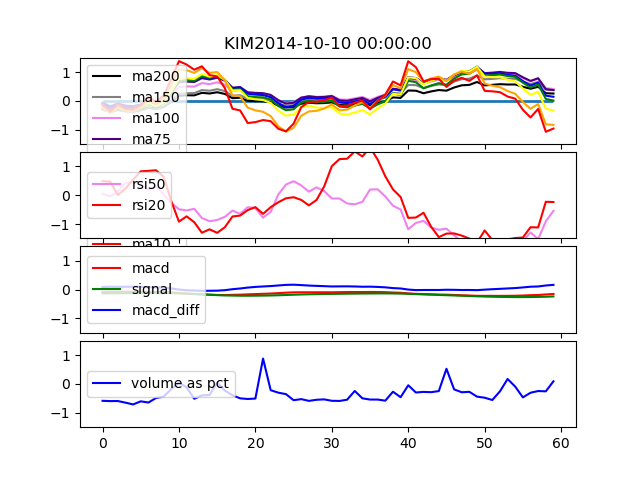 KIM2014-10-10 00:00:00
1
0
−1
ma200
ma150
ma100
ma75
1
0
−1
rsi50
rsi20
ma10
1
0
−1
macd
signal
macd_diff
1
0
−1
volume as pct
0 10 20 30 40 50 60